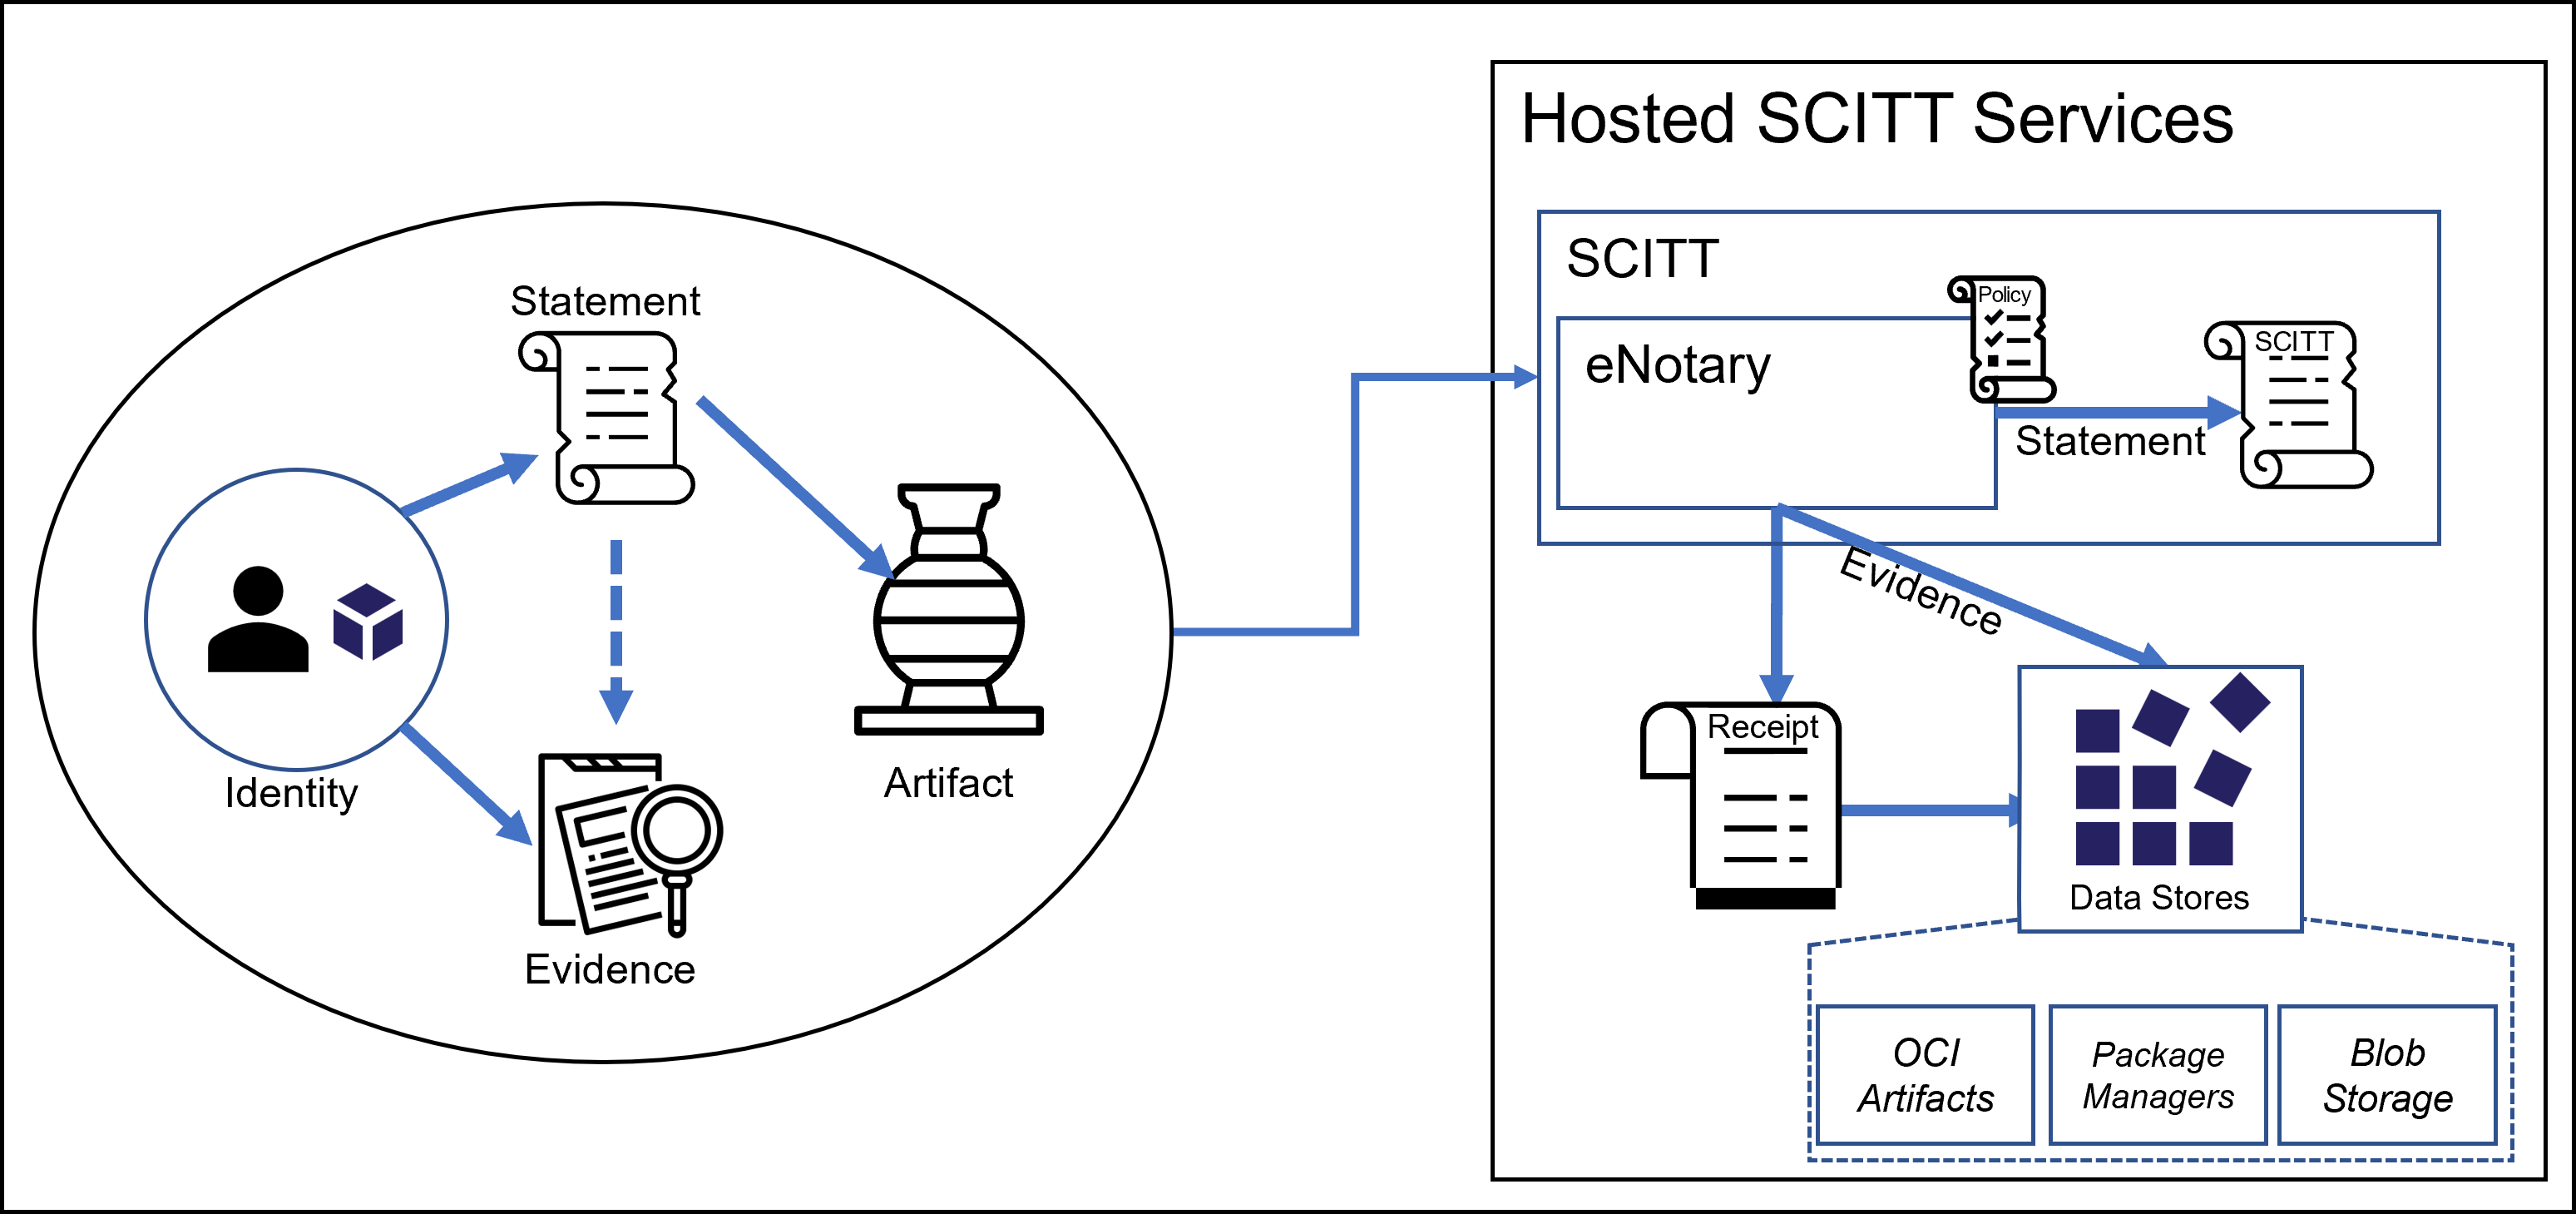 Hosted SCITT Services
SCITT
Policy
eNotary
SCITT
Statement
Statement
Identity
Artifact
Evidence
Evidence
Receipt
Data Stores
OCI
Artifacts
Package
Managers
Blob
Storage